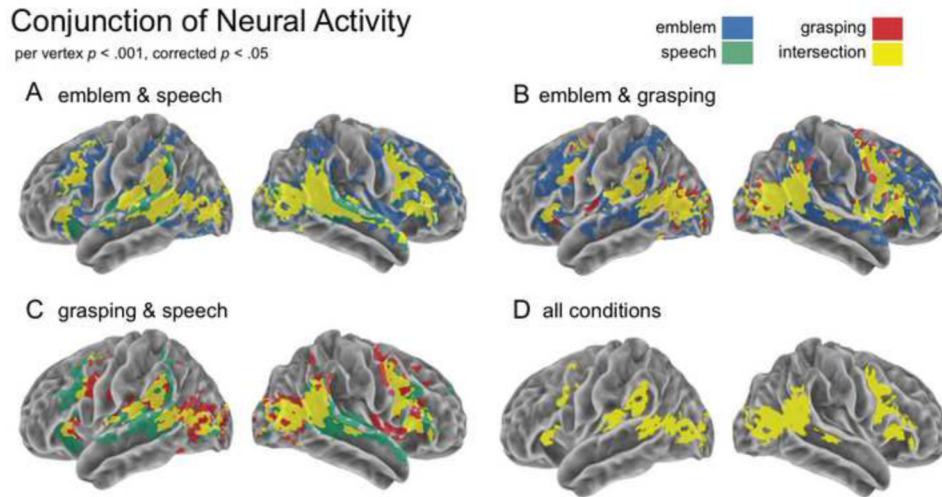 Conjunction of Neural Activity
per vertex p < .001, corrected p < .05
emblem
grasping
speech
intersection
A emblem & speech
B emblem & grasping
C grasping & speech
D all conditions